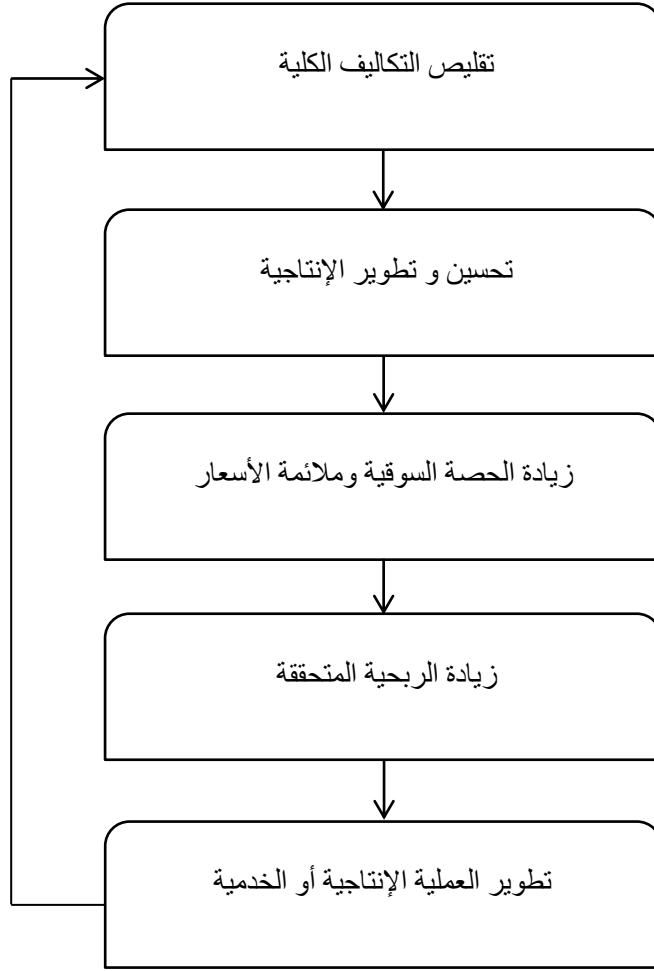 تقليص التكاليف الكلية
تحسين و تطوير الإنتاجية
زيادة الحصة السوقية وملائمة الأسعار
زيادة الربحية المتحققة
تطوير العملية الإنتاجية أو الخدمية